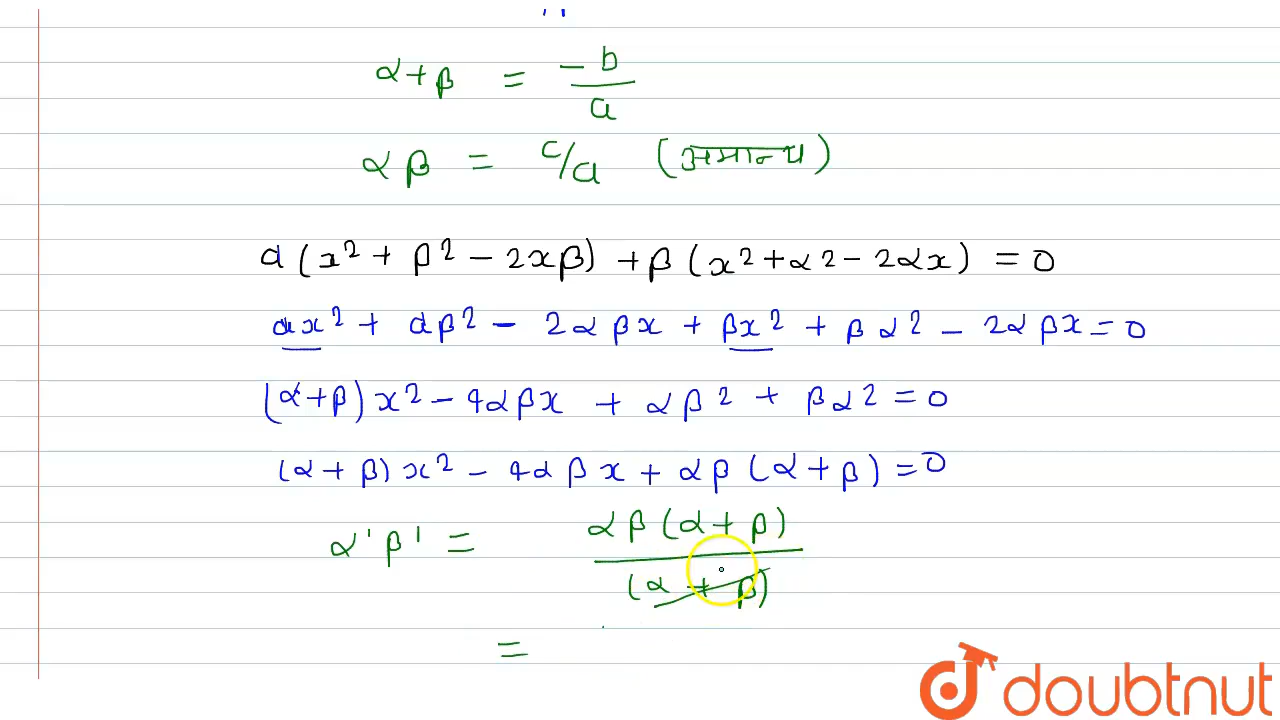 α+β = -b/a
αβ = c/a (असमान्य)
α(x² + β² - 2xβ) + β(x² + α2 - 2αx) = 0
αx² + αβ² - 2αβx + βx² + βα² - 2αβx = 0
(α+β)x² - 4αβx + αβ² + βα² = 0
(α+β)x² - 4αβx + αβ(α+β) = 0
α'β' = αβ(α+β)/(α+β)
=
doubtnut